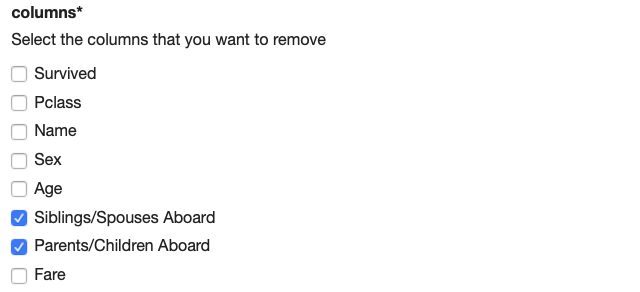 columns*
Select the columns that you want to remove
Survived
Pclass
Name
Sex
Age
Siblings/Spouses Aboard
Parents/Children Aboard
Fare